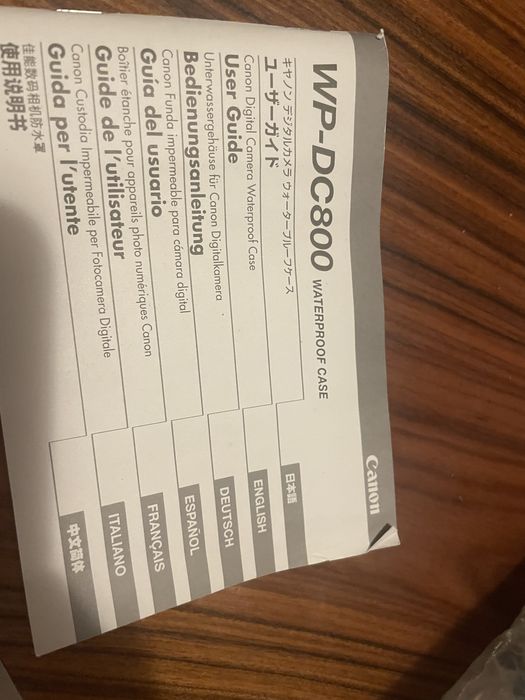 Canon
WP-DC800 WATERPROOF CASE
キヤノン デジタルカメラ ウォータープルーフケース
ユーザーガイド
日本語
Canon Digital Camera Waterproof Case
User Guide
ENGLISH
Unterwassergehäuse für Canon Digitalkamera
Bedienungsanleitung
DEUTSCH
Canon Funda impermeable para cámara digital
Guía del usuario
ESPAÑOL
Boîtier étanche pour appareils photo numériques Canon
Guide de l'utilisateur
FRANÇAIS
Canon Custodia Impermeabile per Fotocamera Digitale
Guida per l'utente
ITALIANO
佳能数码相机防水罩
使用说明书
中文简体